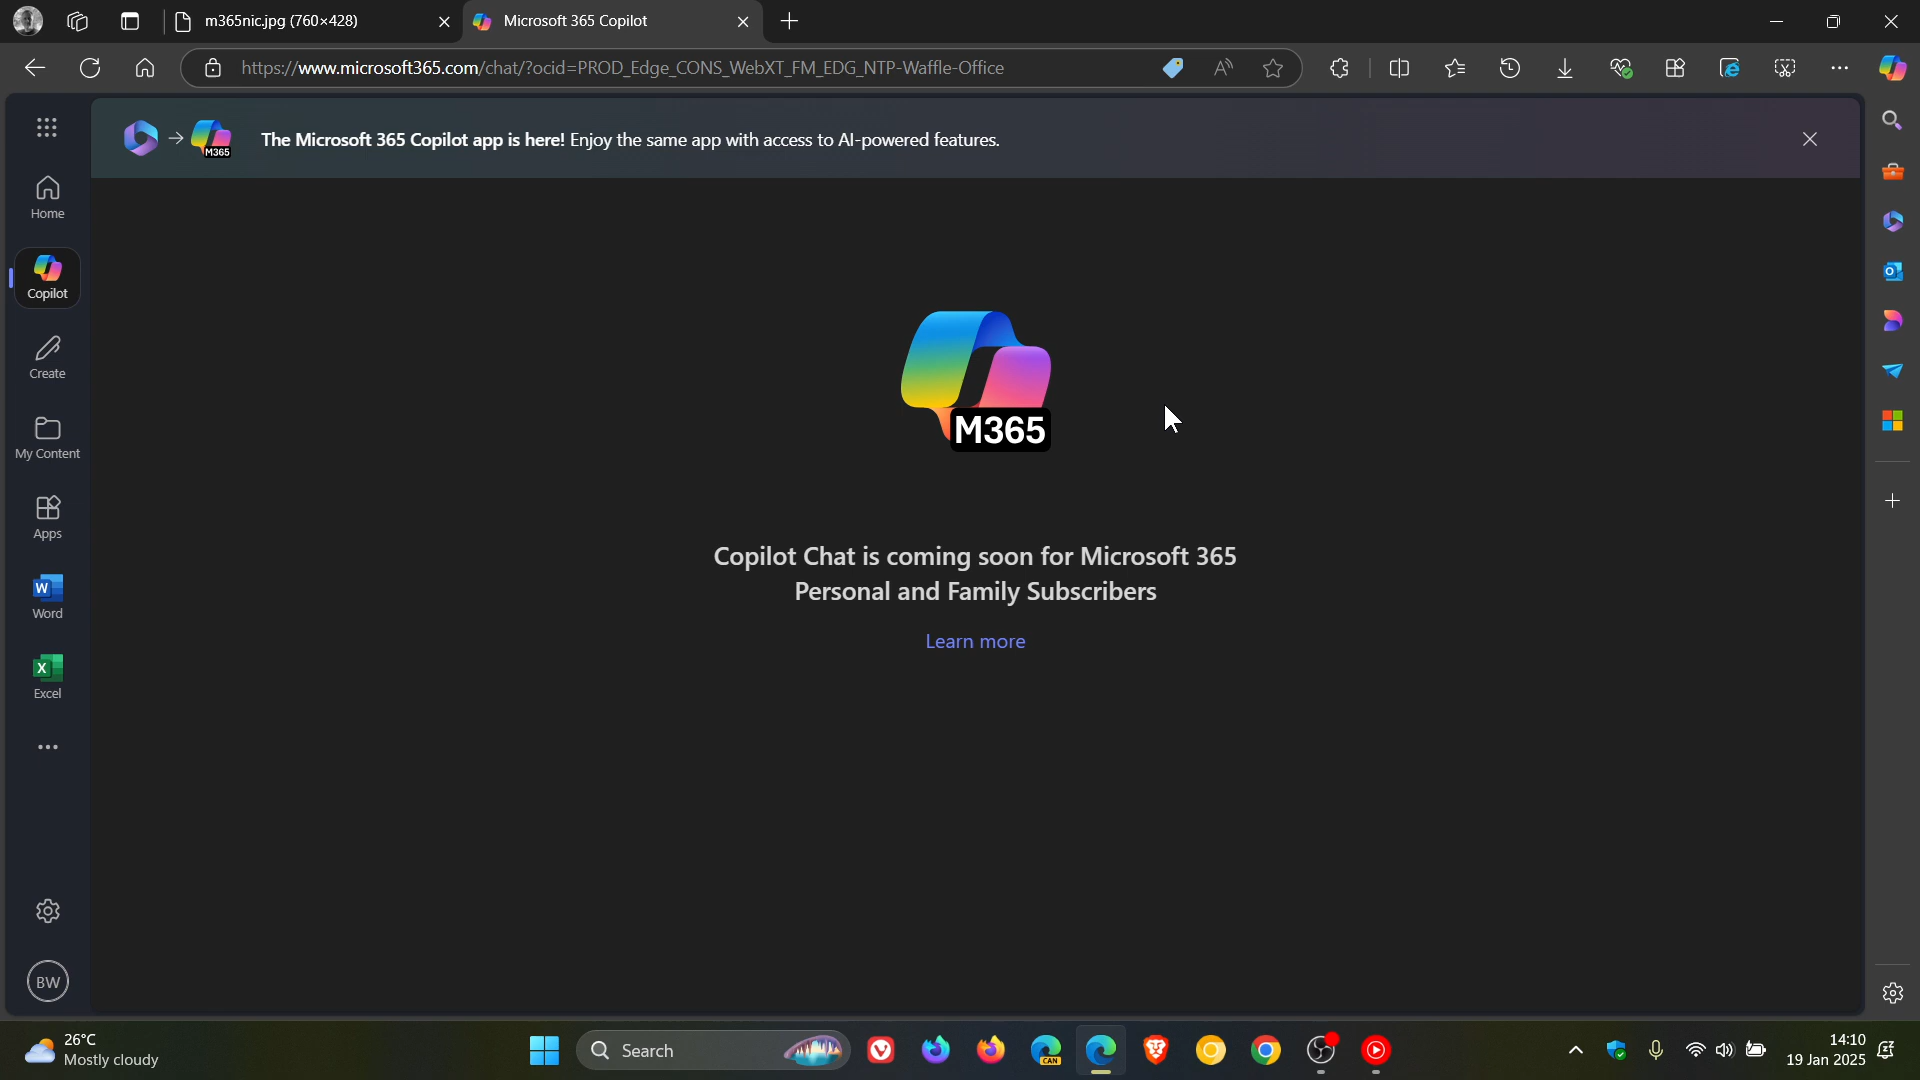 m365nic.jpg (760×428)
Microsoft 365 Copilot
https://www.microsoft365.com/chat/?ocid=PROD_Edge_CONS_WebXT_FM_EDG_NTP-Waffle-Office
M365
The Microsoft 365 Copilot app is here! Enjoy the same app with access to AI-powered features.
Home
Copilot
Create
My Content
Apps
W
Word
X
Excel
BW
M365
Copilot Chat is coming soon for Microsoft 365
Personal and Family Subscribers
Learn more
26°C
Mostly cloudy
Search
CAN
14:10
19 Jan 2025